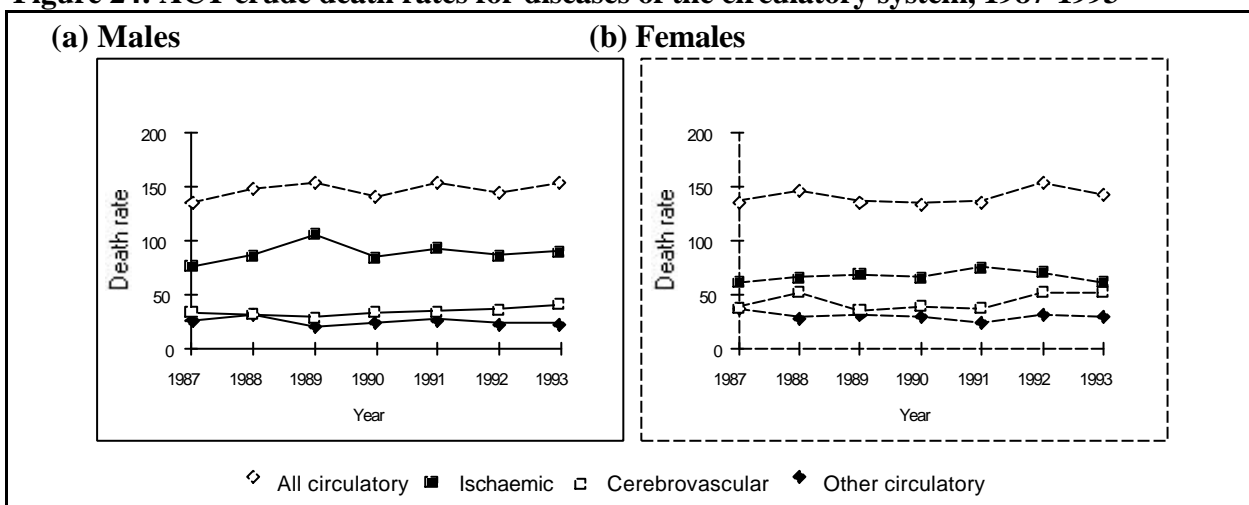 Figure 24: ACT crude death rates for diseases of the circulatory system, 1987-1993
(a) Males
(b) Females
Death rate
200
150
100
50
0
1987 1988 1989 1990 1991 1992 1993
Year
Death rate
200
150
100
50
0
1987 1988 1989 1990 1991 1992 1993
Year
All circulatory Ischaemic Cerebrovascular Other circulatory